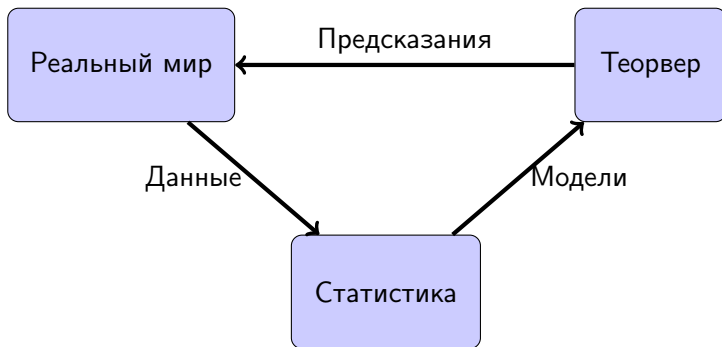 Предсказания
Реальный мир
Теорвер
Данные
Модели
Статистика